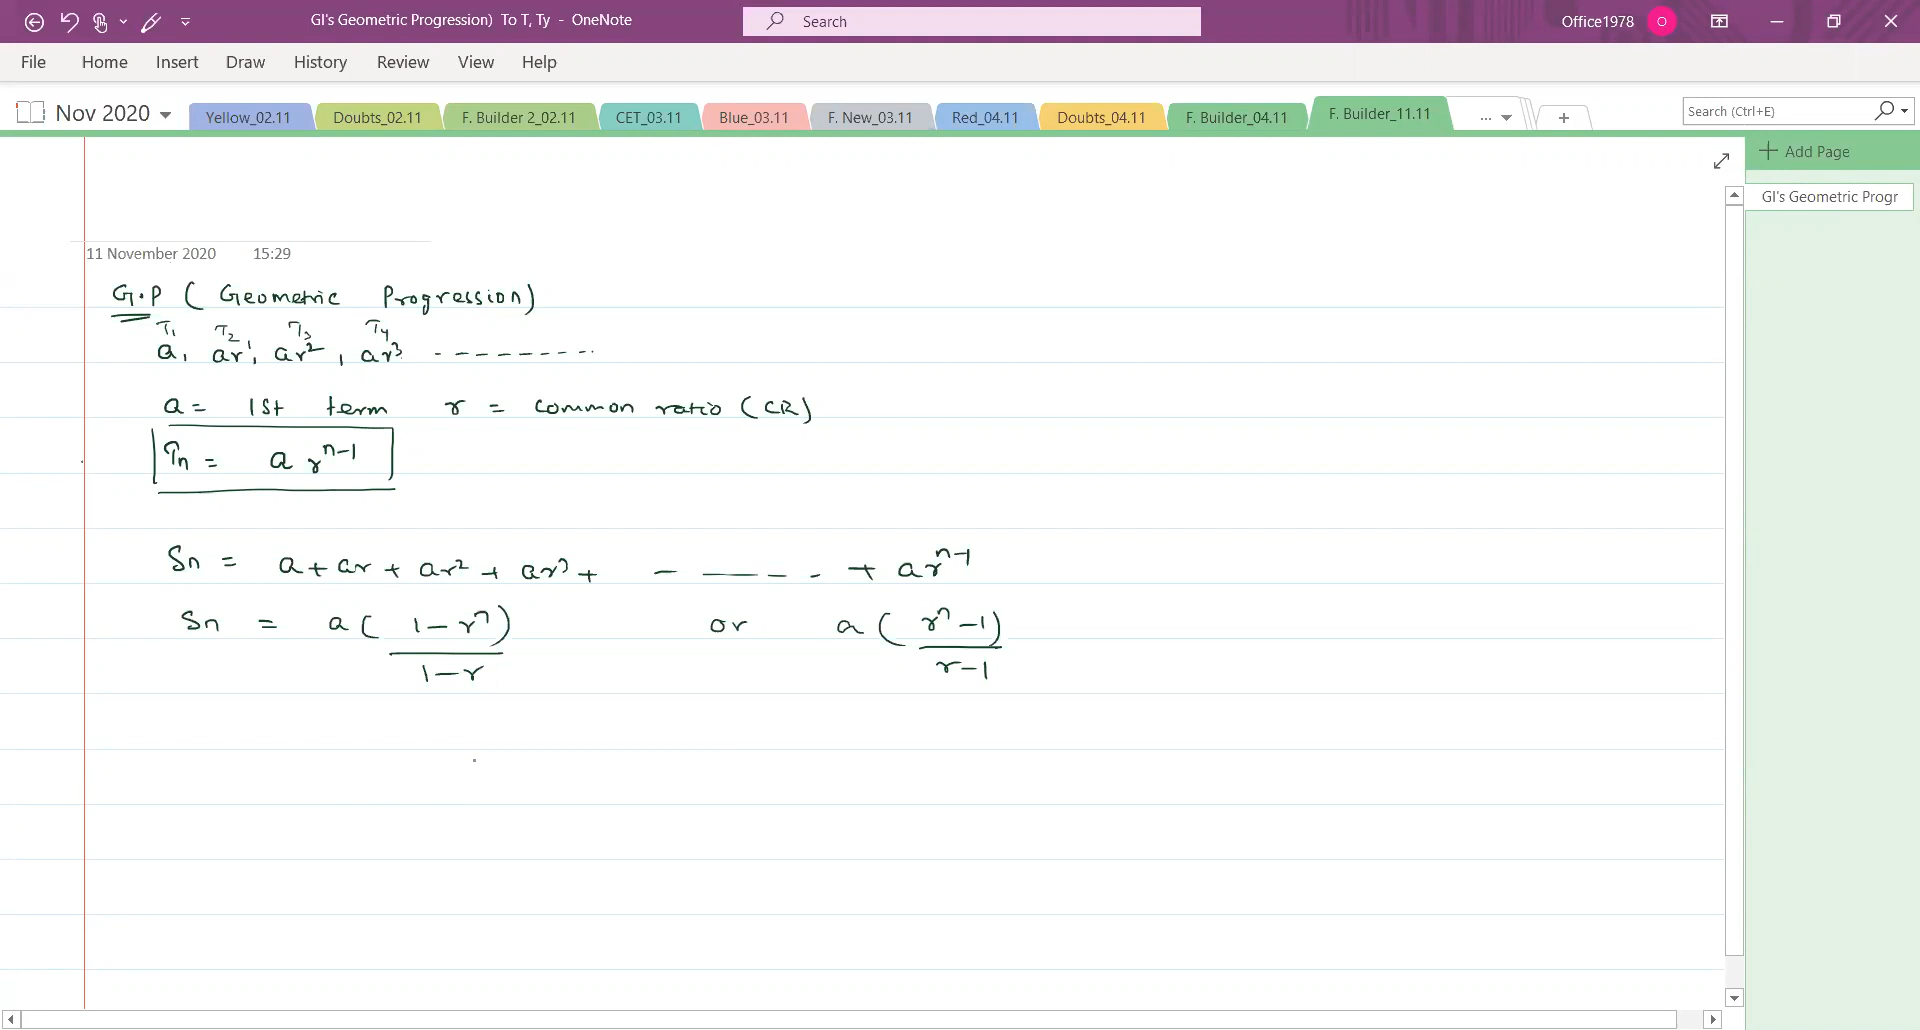 GI's Geometric Progression) To T, Ty - OneNote
Search
Office1978
O
File Home Insert Draw History Review View Help
Nov 2020
Yellow_02.11 Doubts_02.11 F. Builder 2_02.11 CET_03.11 Blue_03.11 F. New_03.11 Red_04.11 Doubts_04.11 F. Builder_04.11 F. Builder_11.11 ... +
Search (Ctrl+E)
Add Page
GI's Geometric Progr
11 November 2020 15:29
G.P ( Geometric Progression)
T₁ T₂ T₃ T₄
a, ar¹, ar², ar³ ---------
a = 1st term r = common ratio (CR)
Tn = a r^(n-1)
Sn = a + ar + ar² + ar³ + - ---- + ar^(n-1)
Sn = a ( 1 - r^n ) / 1 - r or a ( r^n - 1 ) / r - 1